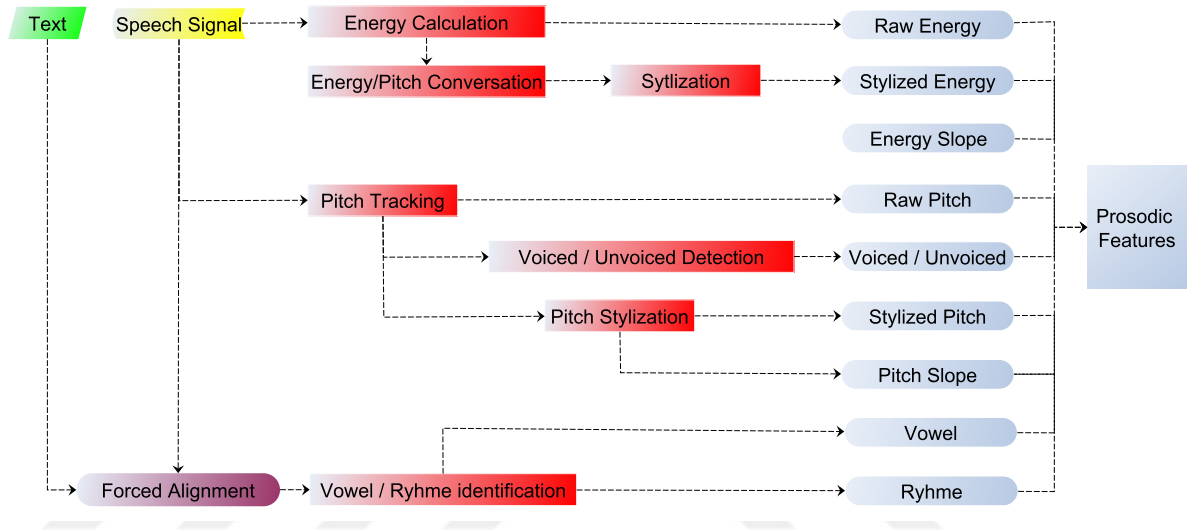 Text
Speech Signal
Energy Calculation
Raw Energy
Energy/Pitch Conversation
Sytlization
Stylized Energy
Energy Slope
Pitch Tracking
Raw Pitch
Prosodic
Features
Voiced / Unvoiced Detection
Voiced / Unvoiced
Pitch Stylization
Stylized Pitch
Pitch Slope
Vowel
Forced Alignment
Vowel / Ryhme identification
Ryhme